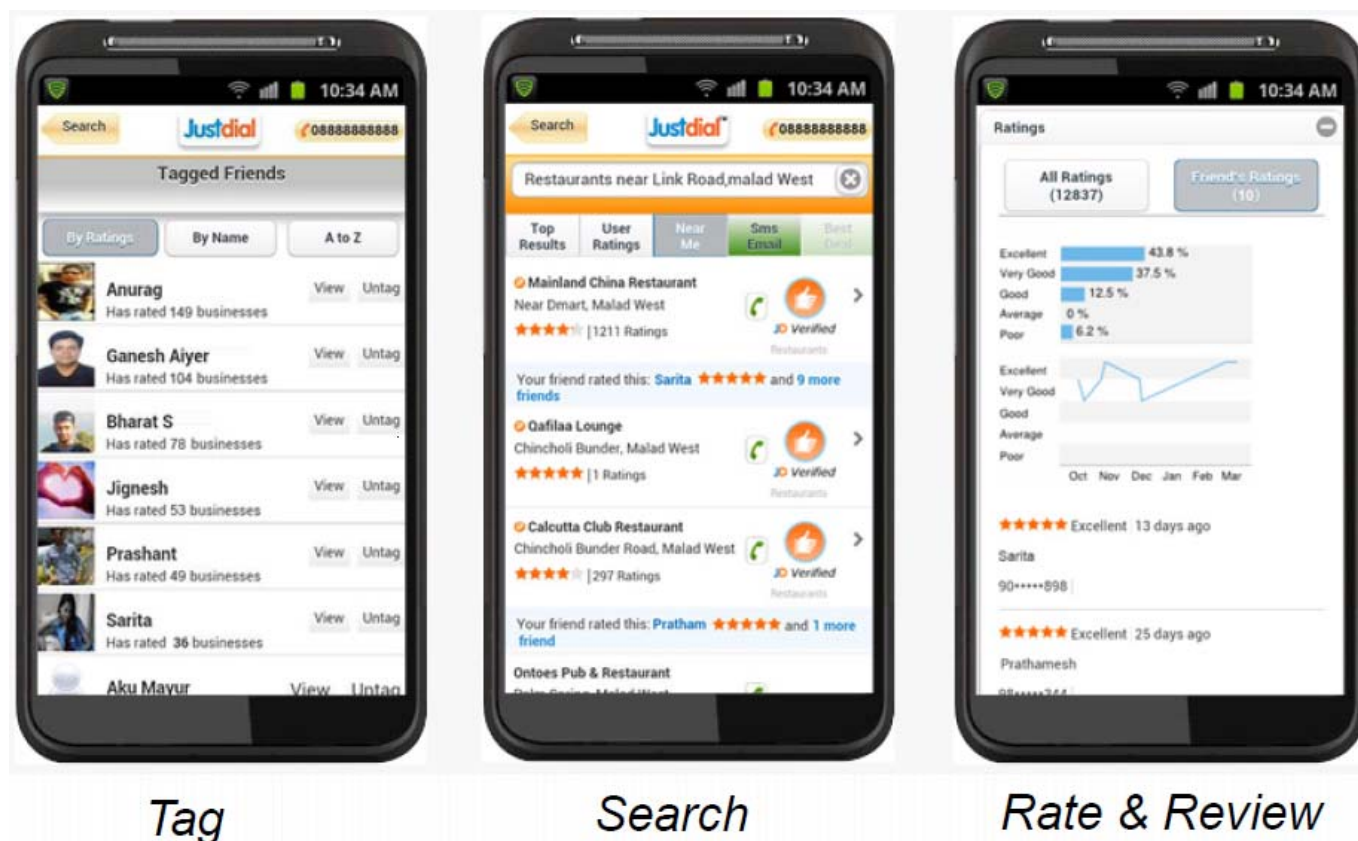 10:34 AM
Search
Justdial
08888888888
Tagged Friends
By Ratings
By Name
A to Z
Anurag
Has rated 149 businesses
View Untag
Ganesh Aiyer
Has rated 104 businesses
View Untag
Bharat S
Has rated 78 businesses
View Untag
Jignesh
Has rated 53 businesses
View Untag
Prashant
Has rated 49 businesses
View Untag
Sarita
Has rated 36 businesses
View Untag
Aku Mayur
View Untag
Tag
10:34 AM
Search
Justdial™
08888888888
Restaurants near Link Road,malad West
Top Results
User Ratings
Near Me
Sms Email
Best Deal
Mainland China Restaurant
Near Dmart, Malad West
|1211 Ratings
JD Verified
Restaurants
Your friend rated this: Sarita ★★★★★ and 9 more
friends
Qafilaa Lounge
Chincholi Bunder, Malad West
|1 Ratings
JD Verified
Restaurants
Calcutta Club Restaurant
Chincholi Bunder Road, Malad West
|297 Ratings
JD Verified
Restaurants
Your friend rated this: Pratham ★★★★★ and 1 more
friend
Ontoes Pub & Restaurant
Palm Spring, Malad West
Search
10:34 AM
Ratings
All Ratings
(12837)
Friend's Ratings
(10)
Excellent 43.8 %
Very Good 37.5 %
Good 12.5 %
Average 0 %
Poor 6.2 %
Excellent
Very Good
Good
Average
Poor
Oct Nov Dec Jan Feb Mar
★★★★★ Excellent 13 days ago
Sarita
90•••••898
★★★★★ Excellent 25 days ago
Prathamesh
98•••••344
Rate & Review